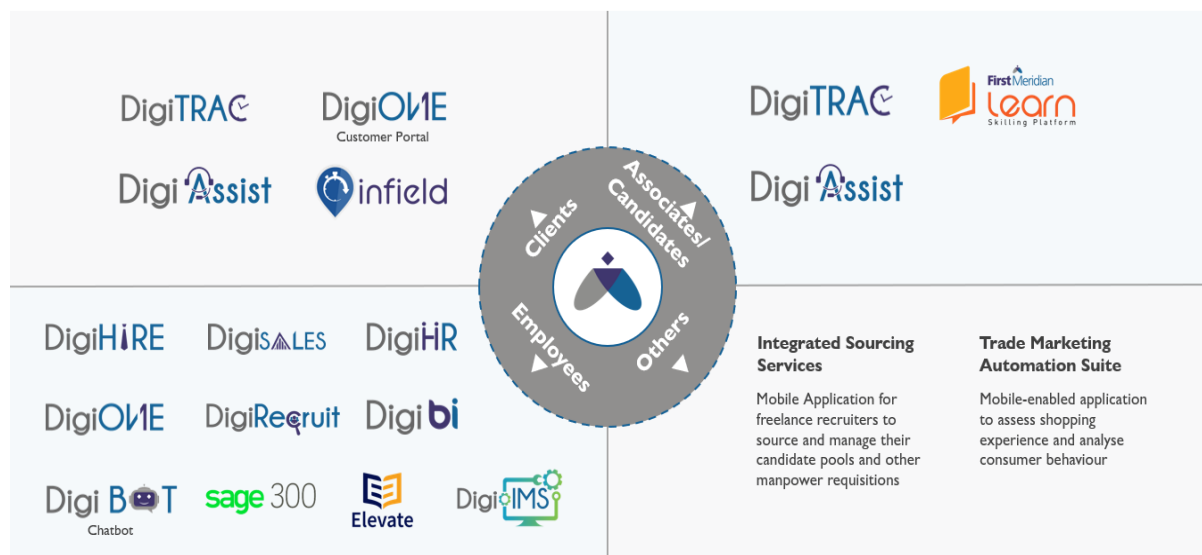 DigiTRAC
DigiONE
Customer Portal
Digi Assist
infield
DigiTRAC
FirstMeridian
Learn
Skilling Platform
Digi Assist
Clients
Associates/
Candidates
Employees
Others
DigiHIRE
DigiSALES
DigiHR
DigiONE
DigiRecruit
Digi bi
Digi BOT
Chatbot
sage 300
Elevate
Digi IMS
Integrated Sourcing
Services
Mobile Application for
freelance recruiters to
source and manage their
candidate pools and other
manpower requisitions
Trade Marketing
Automation Suite
Mobile-enabled application
to assess shopping
experience and analyse
consumer behaviour